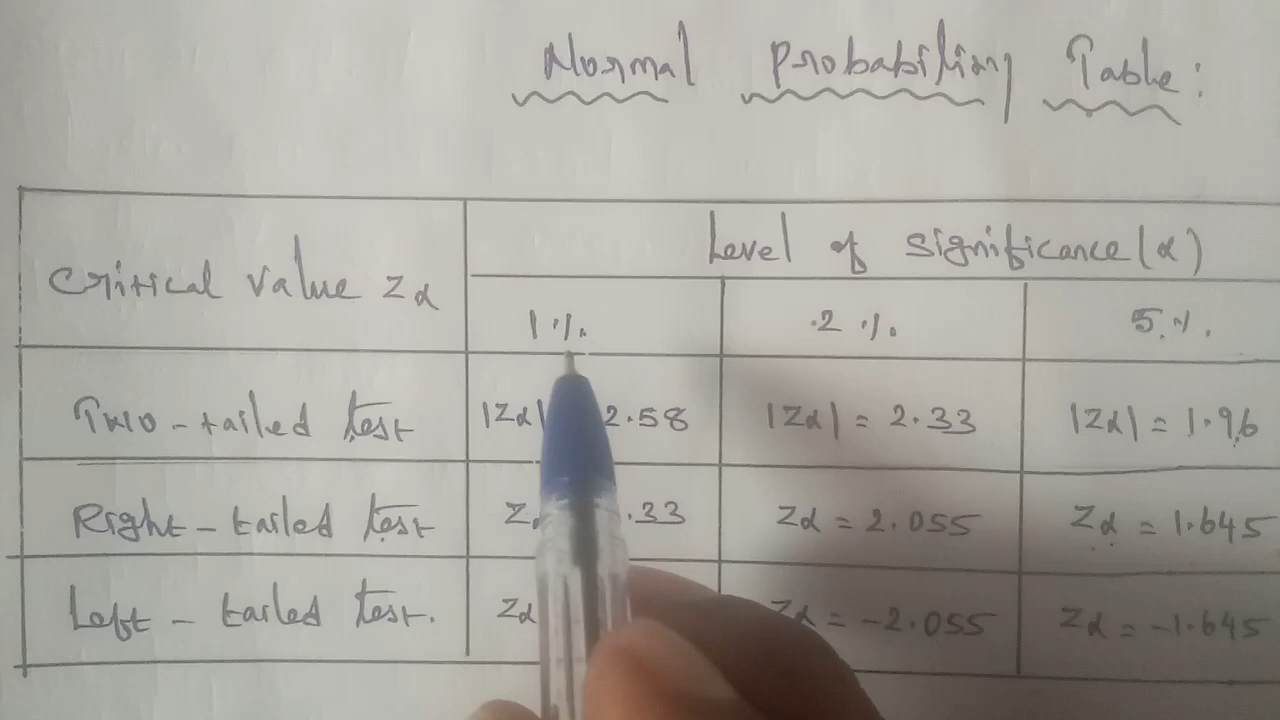 Normal Probability Table:
Critical Value Zα
Level of Significance (α)
1% 2% 5%
Two-tailed test |Zα| 2.58 |Zα| = 2.33 |Zα| = 1.96
Right-tailed test Z .33 Zα = 2.055 Zα = 1.645
Left-tailed test. Zα Zα = -2.055 Zα = -1.645